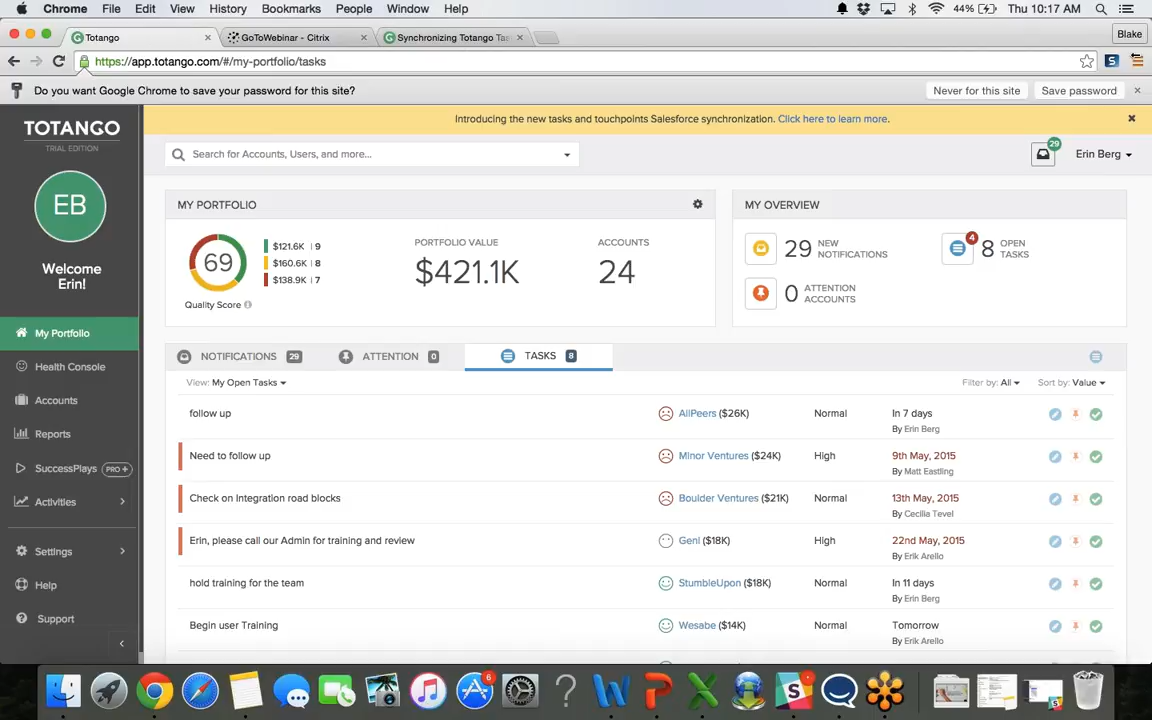 Chrome File Edit View History Bookmarks People Window Help 44% Thu 10:17 AM
Totango GoToWebinar - Citrix Synchronizing Totango Tas Blake
https://app.totango.com/#/my-portfolio/tasks
Do you want Google Chrome to save your password for this site? Never for this site Save password
Introducing the new tasks and touchpoints Salesforce synchronization. Click here to learn more.
TOTANGO
TRIAL EDITION
EB
Welcome
Erin!
My Portfolio
Health Console
Accounts
Reports
SuccessPlays PRO+
Activities
Settings
Help
Support
Search for Accounts, Users, and more...
29
Erin Berg
MY PORTFOLIO
69
Quality Score
$121.6K | 9
$160.6K | 8
$138.9K | 7
PORTFOLIO VALUE
$421.1K
ACCOUNTS
24
MY OVERVIEW
29 NEW NOTIFICATIONS
4
8 OPEN TASKS
0 ATTENTION ACCOUNTS
NOTIFICATIONS 29 ATTENTION 0 TASKS 8
View: My Open Tasks Filter by: All Sort by: Value
follow up AllPeers ($26K) Normal In 7 days
By Erin Berg
Need to follow up Minor Ventures ($24K) High 9th May, 2015
By Matt Eastling
Check on integration road blocks Boulder Ventures ($21K) Normal 13th May, 2015
By Cecilia Tevel
Erin, please call our Admin for training and review Geni ($18K) High 22nd May, 2015
By Erik Arello
hold training for the team StumbleUpon ($18K) Normal In 11 days
By Erin Berg
Begin user Training Wesabe ($14K) Normal Tomorrow
By Erik Arello
6